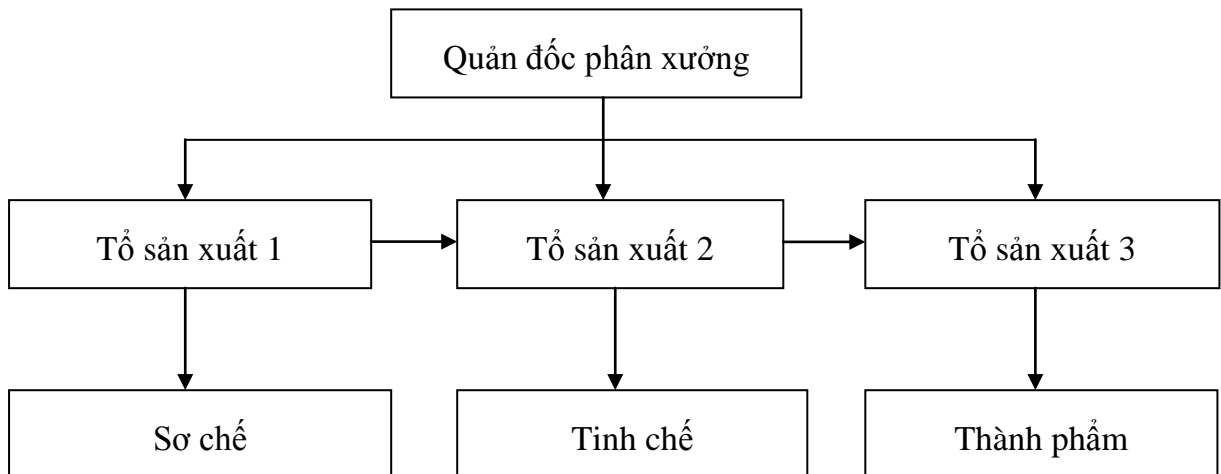 Quản đốc phân xưởng
Tổ sản xuất 1
Tổ sản xuất 2
Tổ sản xuất 3
Sơ chế
Tinh chế
Thành phẩm